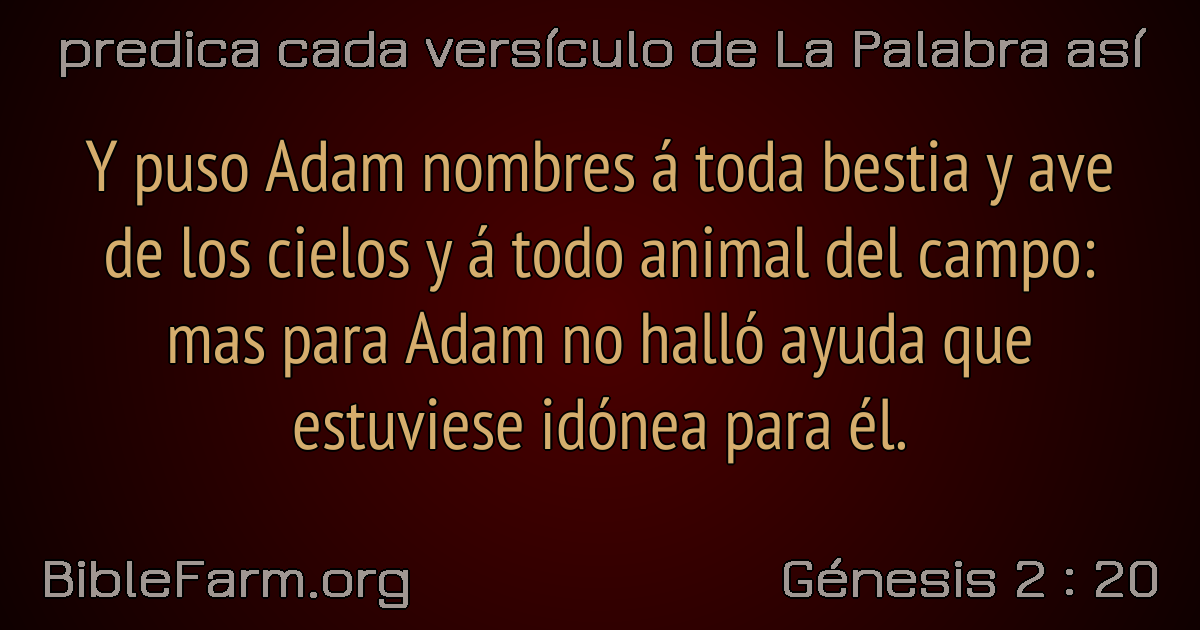 predica cada versículo de La Palabra así
Y puso Adam nombres á toda bestia y ave
de los cielos y á todo animal del campo:
mas para Adam no halló ayuda que
estuviese idónea para él.
BibleFarm.org
Génesis 2 : 20